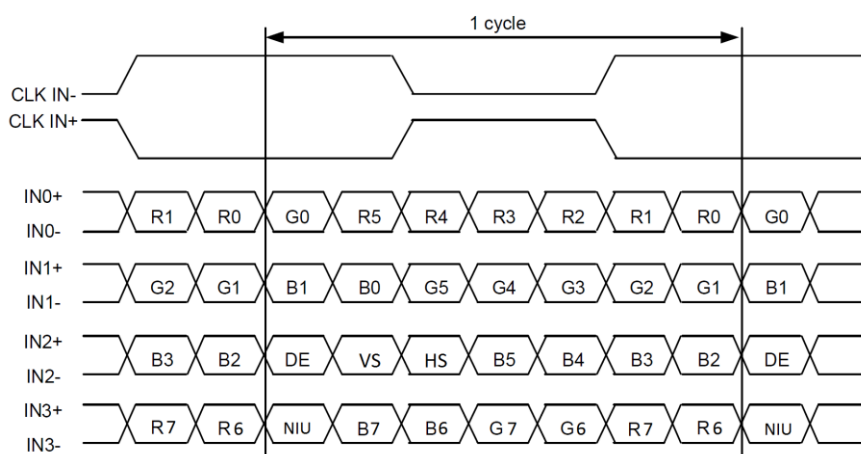 1 cycle
CLK IN-
CLK IN+
IN0+
R1 R0 G0 R5 R4 R3 R2 R1 R0 G0
IN0-
IN1+
G2 G1 B1 B0 G5 G4 G3 G2 G1 B1
IN1-
IN2+
B3 B2 DE VS HS B5 B4 B3 B2 DE
IN2-
IN3+
R7 R6 NIU B7 B6 G7 G6 R7 R6 NIU
IN3-